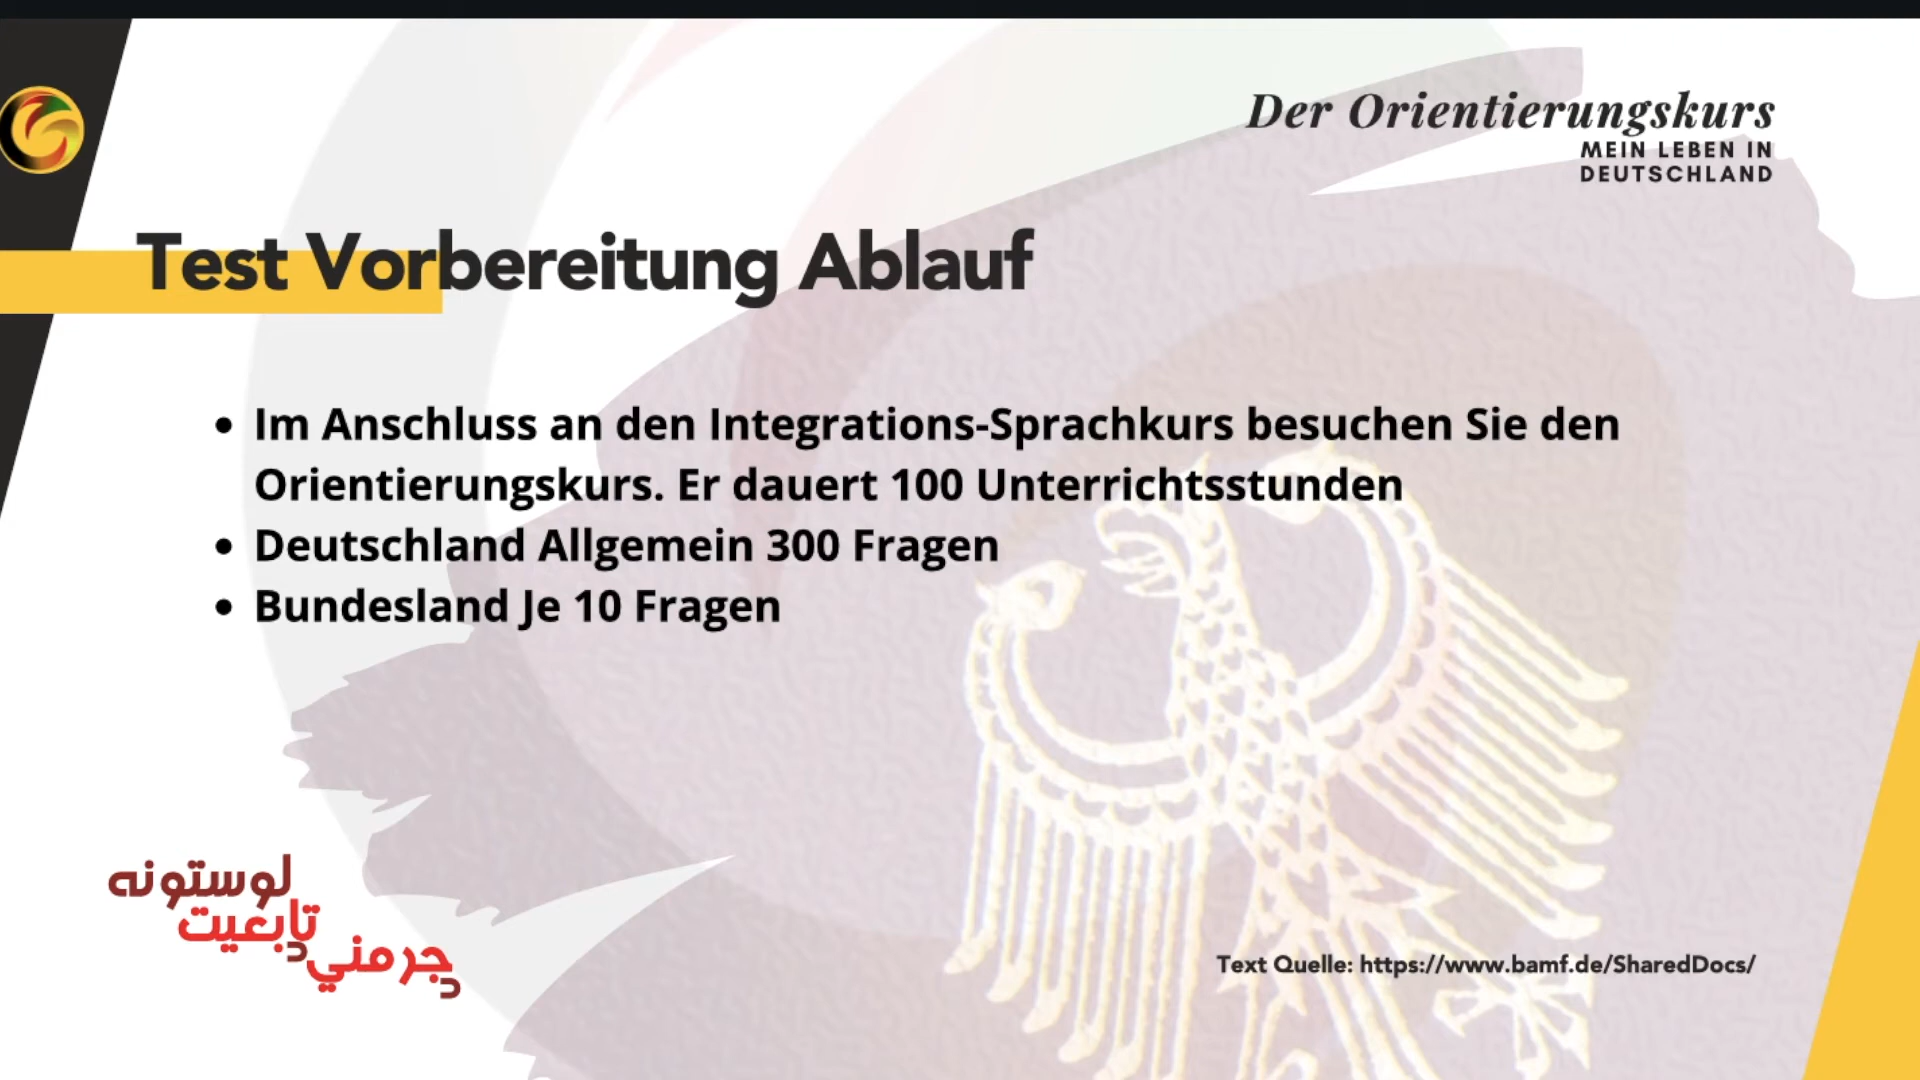 Der Orientierungskurs
MEIN LEBEN IN
DEUTSCHLAND
Test Vorbereitung Ablauf
• Im Anschluss an den Integrations-Sprachkurs besuchen Sie den
Orientierungskurs. Er dauert 100 Unterrichtsstunden
• Deutschland Allgemein 300 Fragen
• Bundesland Je 10 Fragen
د جرمني
د تابعیت
لوستونه
Text Quelle: https://www.bamf.de/SharedDocs/